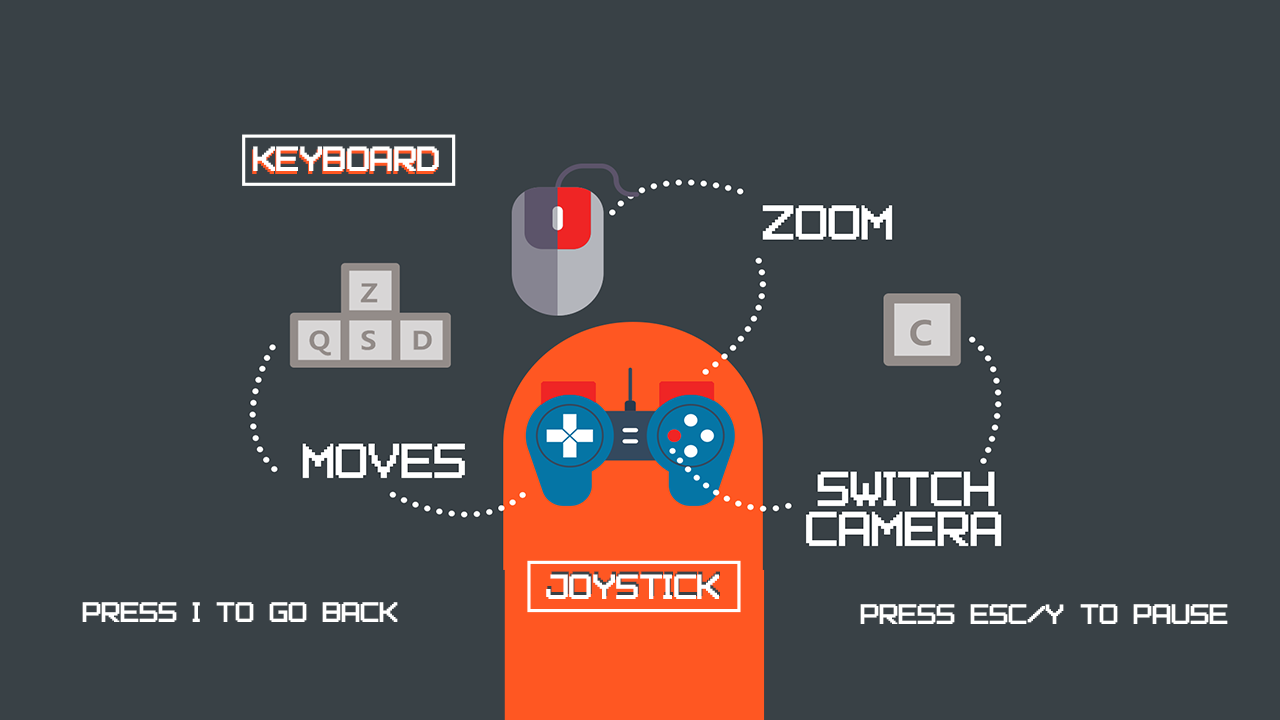 KEYBOARD
ZOOM
Z
Q S D
C
MOVES
SWITCH
CAMERA
JOYSTICK
PRESS I TO GO BACK
PRESS ESC/Y TO PAUSE